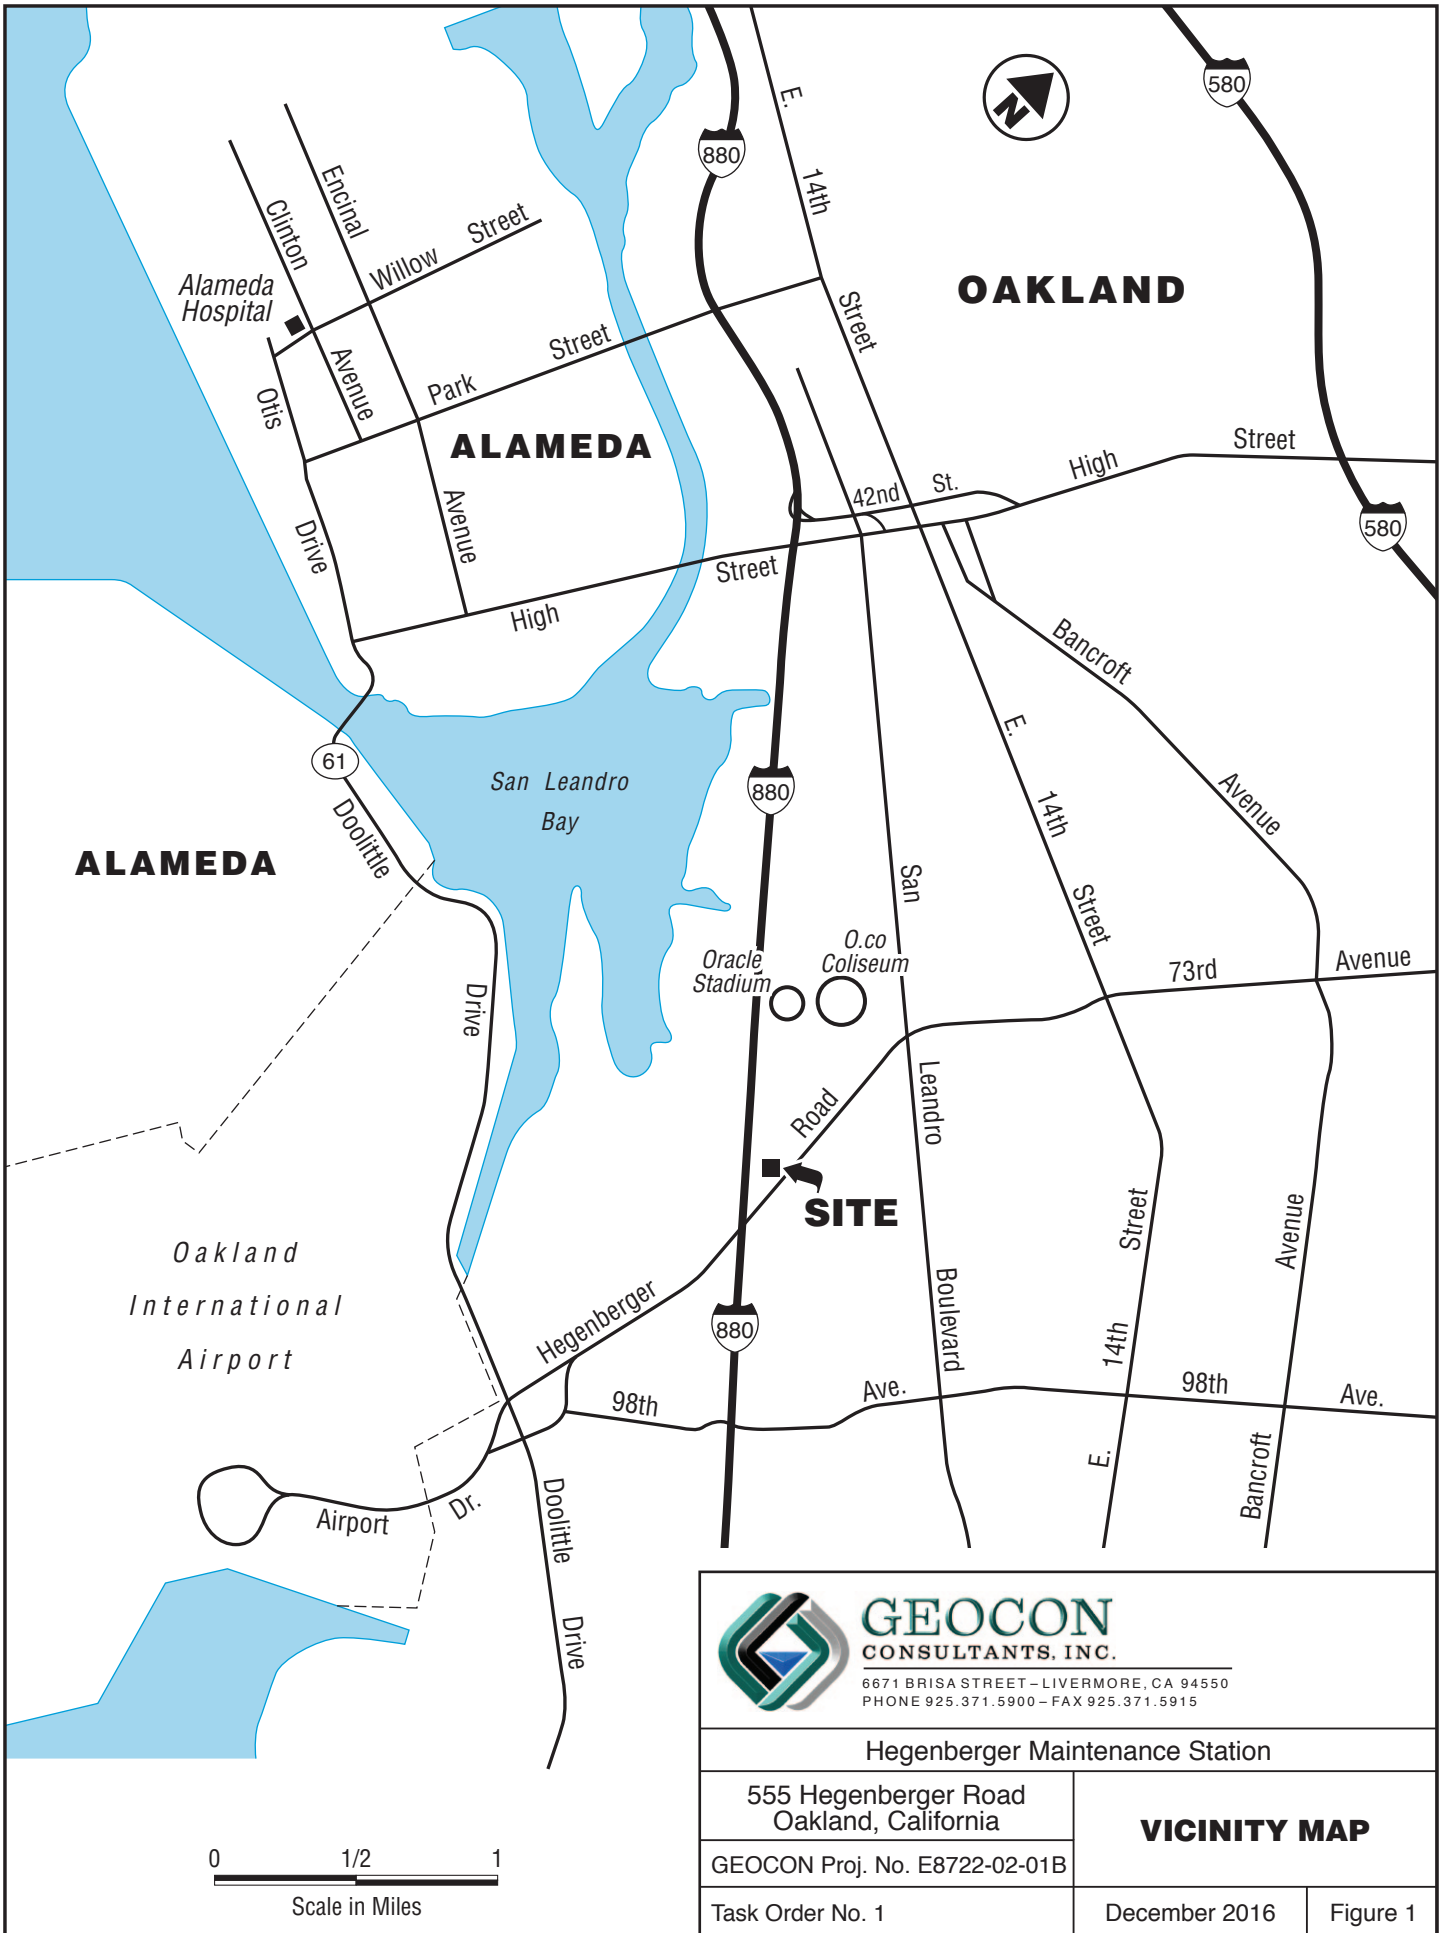 580
880
E.
14th
Street
N
OAKLAND
Encinal
Clinton
Willow
Street
Alameda
Hospital
Avenue
Otis
Park
Street
ALAMEDA
Avenue
Drive
42nd
St.
High
Street
580
Street
High
Bancroft
E.
61
San Leandro
Bay
880
Doolittle
14th
Avenue
ALAMEDA
San
Street
Oracle
Stadium
O.co
Coliseum
73rd
Avenue
Drive
Road
Leandro
SITE
Street
Avenue
Oakland
International
Airport
Hegenberger
880
Boulevard
14th
98th
Ave.
98th
Ave.
E.
Bancroft
Airport
Dr.
Doolittle
Drive
GEOCON
CONSULTANTS, INC.
6671 BRISA STREET – LIVERMORE, CA 94550
PHONE 925.371.5900 – FAX 925.371.5915
Hegenberger Maintenance Station
555 Hegenberger Road
Oakland, California
VICINITY MAP
GEOCON Proj. No. E8722-02-01B
Task Order No. 1
December 2016
Figure 1
0 1/2 1
Scale in Miles